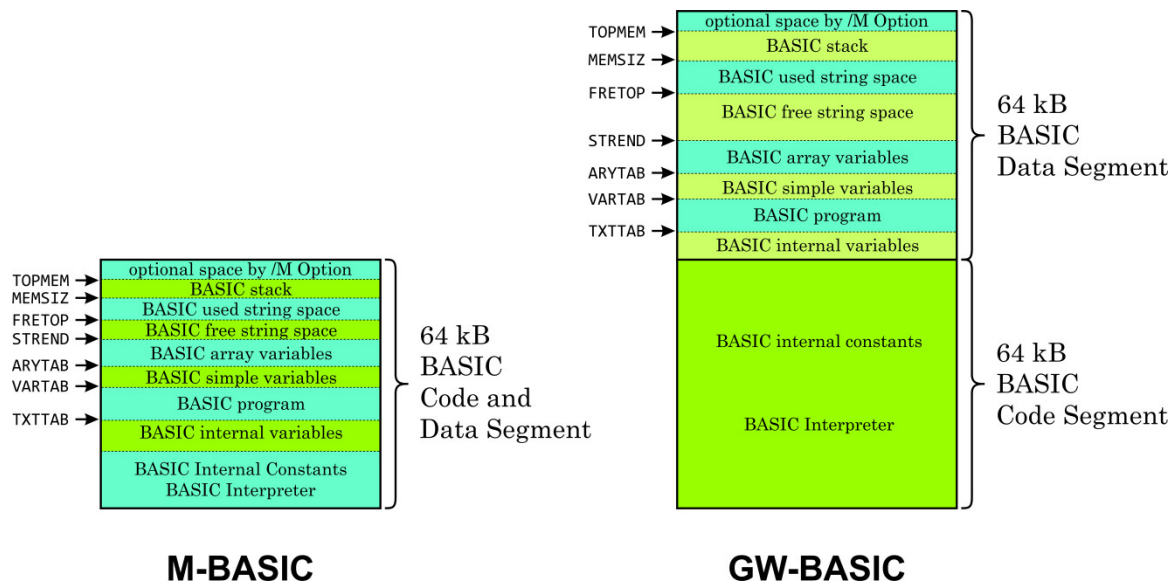 TOPMEM
MEMSIZ
FRETOP
STREND
ARYTAB
VARTAB
TXTTAB
optional space by /M Option
BASIC stack
BASIC used string space
BASIC free string space
BASIC array variables
BASIC simple variables
BASIC program
BASIC internal variables
BASIC Internal Constants
BASIC Interpreter
64 kB
BASIC
Code and
Data Segment
M-BASIC
TOPMEM
MEMSIZ
FRETOP
STREND
ARYTAB
VARTAB
TXTTAB
optional space by /M Option
BASIC stack
BASIC used string space
BASIC free string space
BASIC array variables
BASIC simple variables
BASIC program
BASIC internal variables
BASIC internal constants
BASIC Interpreter
64 kB
BASIC
Data Segment
64 kB
BASIC
Code Segment
GW-BASIC